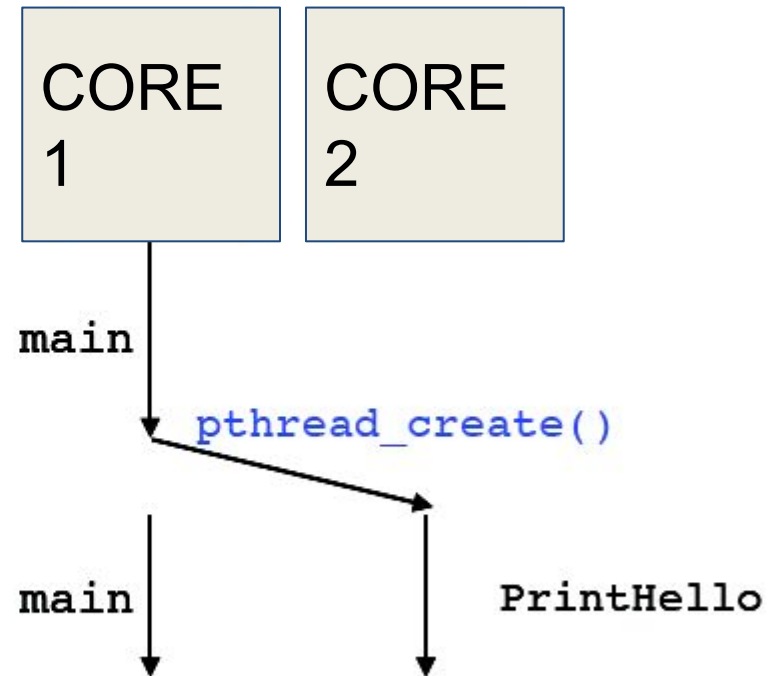 CORE
1
CORE
2
main
pthread_create()
main
PrintHello